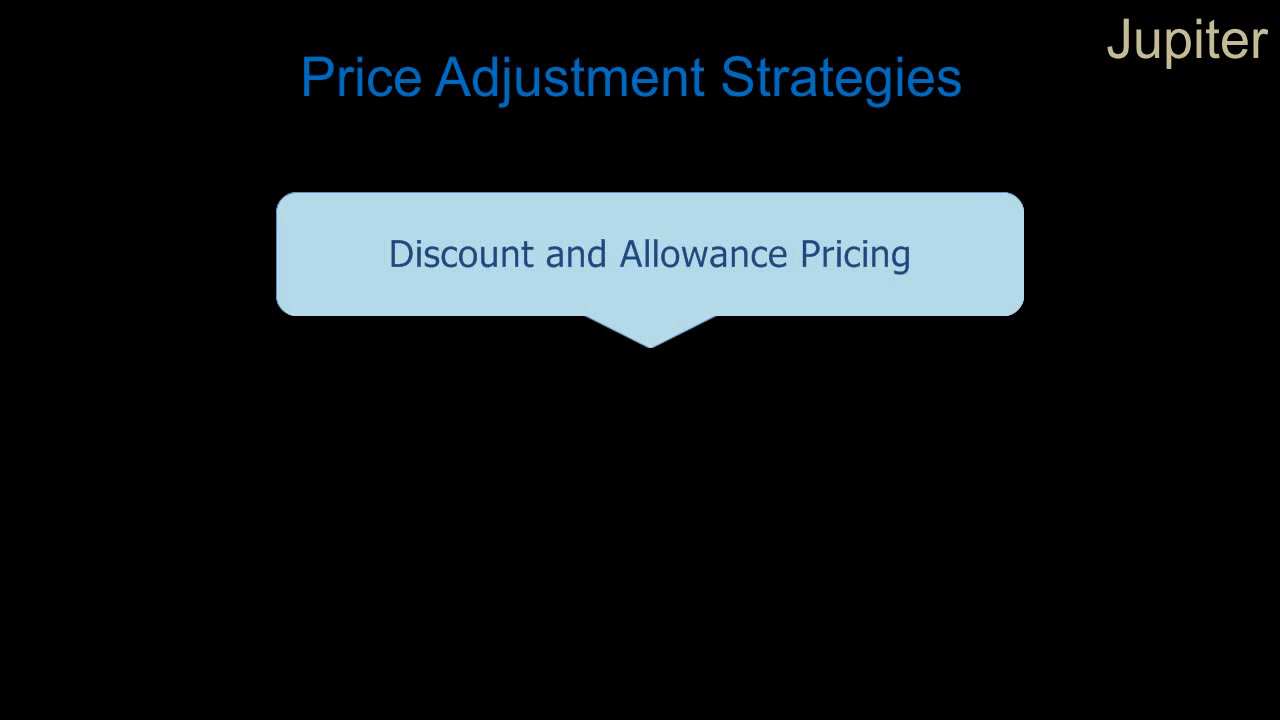 Jupiter
Price Adjustment Strategies
Discount and Allowance Pricing